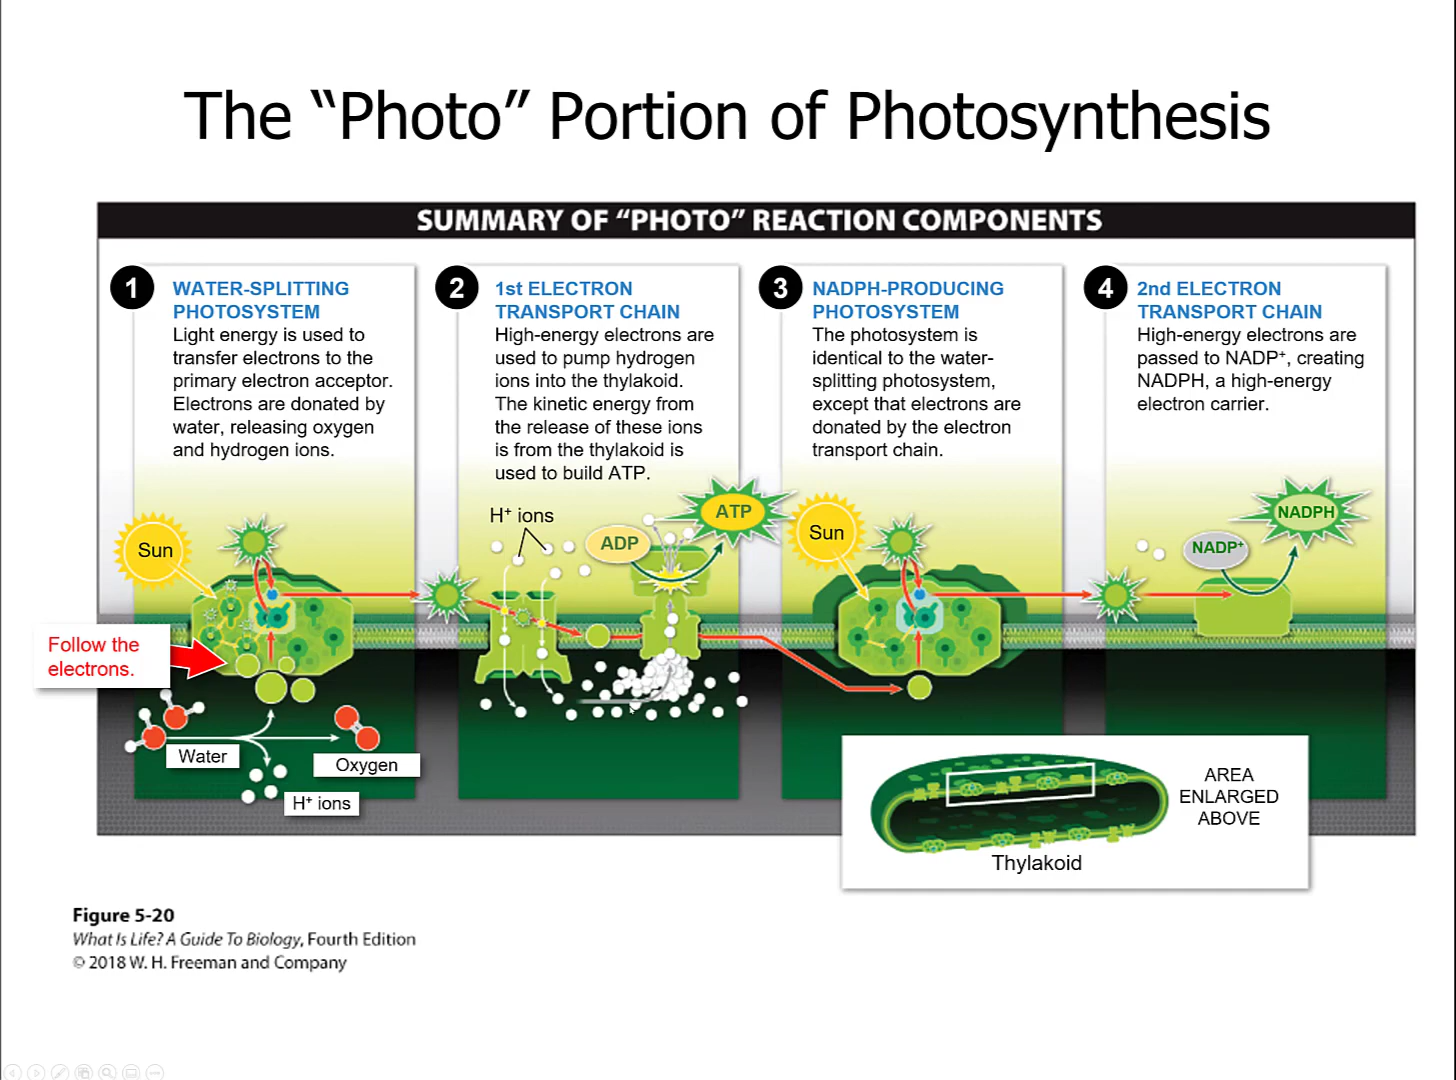 The “Photo” Portion of Photosynthesis
SUMMARY OF “PHOTO” REACTION COMPONENTS
1
WATER-SPLITTING
PHOTOSYSTEM
Light energy is used to
transfer electrons to the
primary electron acceptor.
Electrons are donated by
water, releasing oxygen
and hydrogen ions.
2
1st ELECTRON
TRANSPORT CHAIN
High-energy electrons are
used to pump hydrogen
ions into the thylakoid.
The kinetic energy from
the release of these ions
is from the thylakoid is
used to build ATP.
3
NADPH-PRODUCING
PHOTOSYSTEM
The photosystem is
identical to the water-
splitting photosystem,
except that electrons are
donated by the electron
transport chain.
4
2nd ELECTRON
TRANSPORT CHAIN
High-energy electrons are
passed to NADP⁺, creating
NADPH, a high-energy
electron carrier.
Sun
H⁺ ions
ADP
ATP
Sun
NADP⁺
NADPH
Follow the
electrons.
Water
Oxygen
H⁺ ions
AREA
ENLARGED
ABOVE
Thylakoid
Figure 5-20
What Is Life? A Guide To Biology, Fourth Edition
© 2018 W. H. Freeman and Company